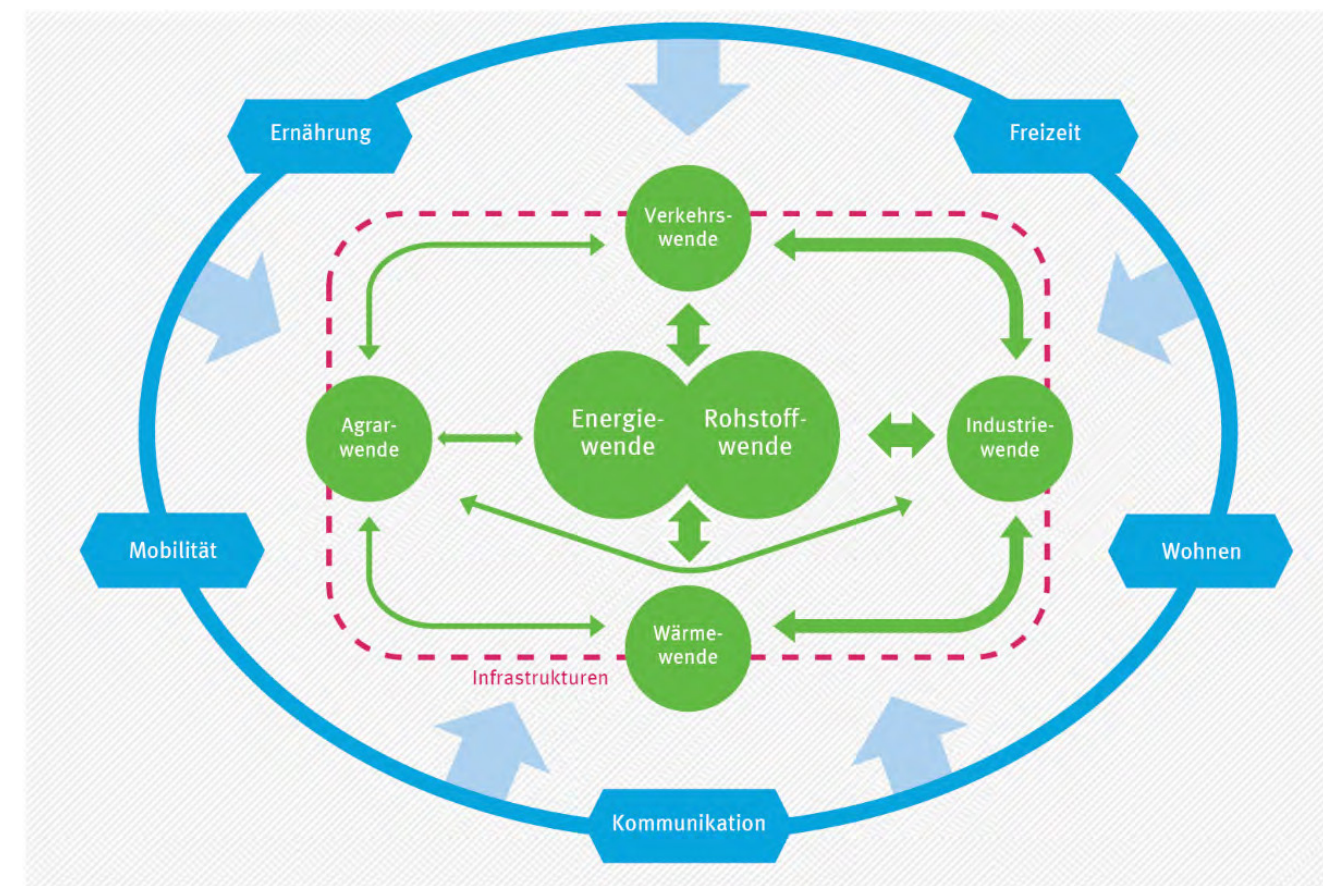 Ernährung
Freizeit
Verkehrs-
wende
Energie-
wende
Rohstoff-
wende
Agrar-
wende
Industrie-
wende
Mobilität
Wohnen
Wärme-
wende
Infrastrukturen
Kommunikation